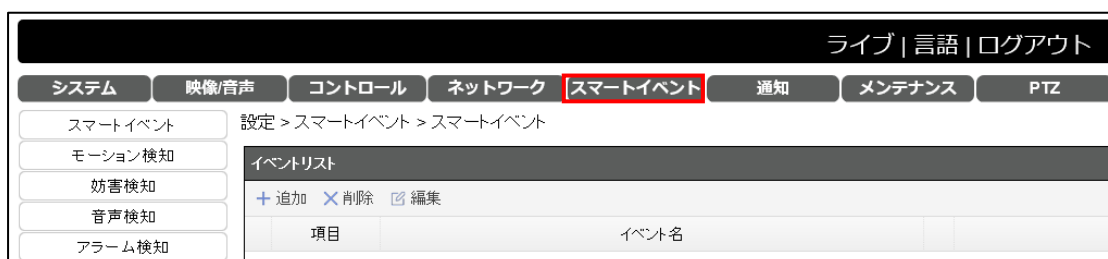 ライブ | 言語 | ログアウト
システム 映像/音声 コントロール ネットワーク スマートイベント 通知 メンテナンス PTZ
スマートイベント
設定 > スマートイベント > スマートイベント
モーション検知
イベントリスト
妨害検知
追加 削除 編集
音声検知
項目 イベント名
アラーム検知